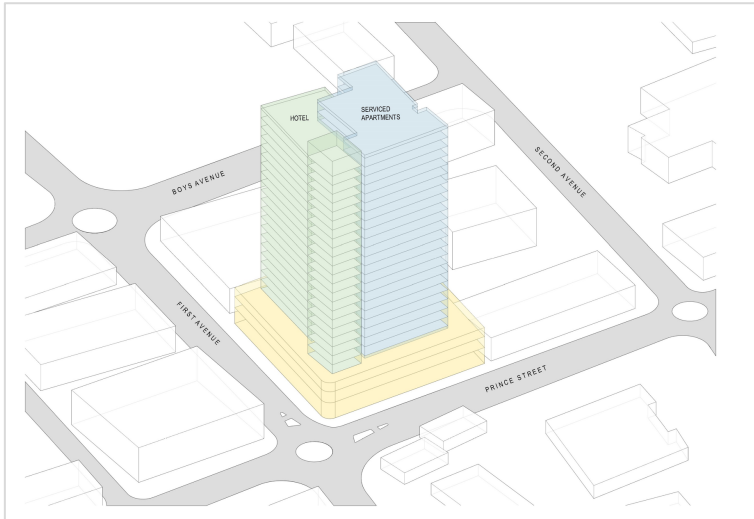 SERVICED
APARTMENTS
HOTEL
BOYS AVENUE
SECOND AVENUE
FIRST AVENUE
PRINCE STREET